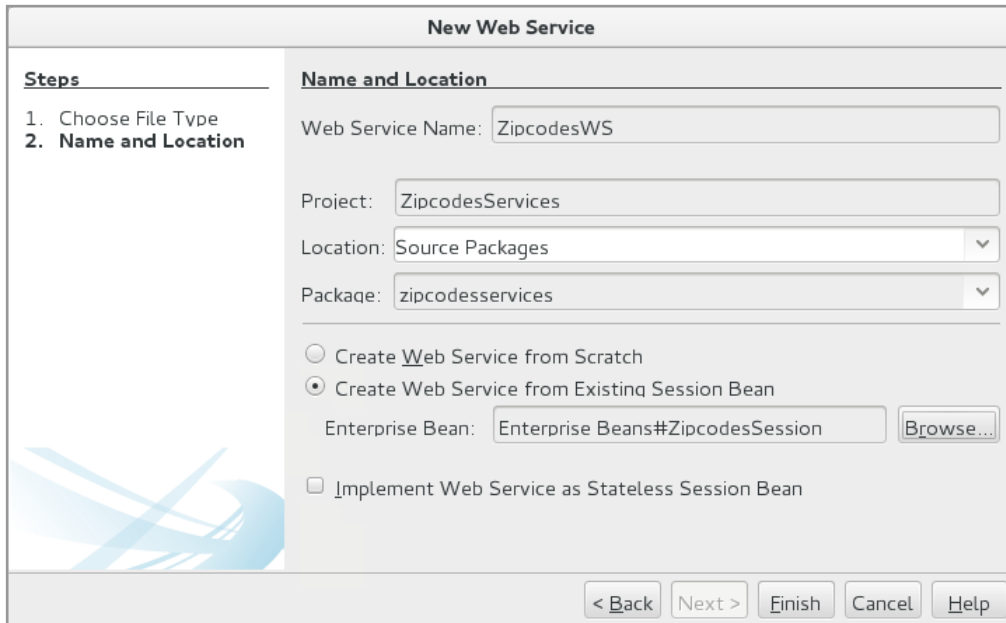 New Web Service
Steps
1. Choose File Type
2. Name and Location
Name and Location
Web Service Name: ZipcodesWS
Project: ZipcodesServices
Location: Source Packages
Package: zipcodesservices
Create Web Service from Scratch
Create Web Service from Existing Session Bean
Enterprise Bean: Enterprise Beans#ZipcodesSession Browse...
Implement Web Service as Stateless Session Bean
< Back Next > Finish Cancel Help